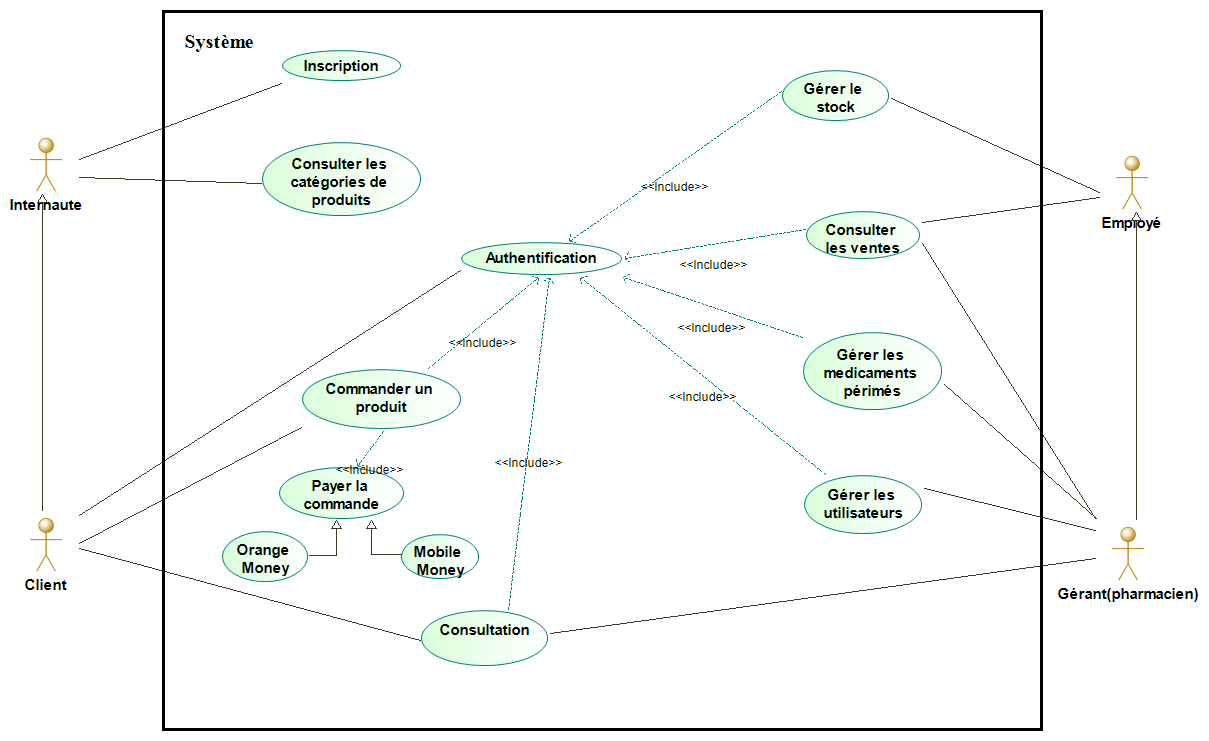 Système
Inscription
Gérer le
stock
Consulter les
catégories de
produits
<<Include>>
Internaute
Employé
Consulter
les ventes
Authentification
<<Include>>
<<Include>>
<<Include>>
Gérer les
medicaments
périmés
Commander un
produit
<<Include>>
<<Include>>
<<Include>>
Payer la
commande
Gérer les
utilisateurs
Orange
Money
Mobile
Money
Client
Gérant(pharmacien)
Consultation